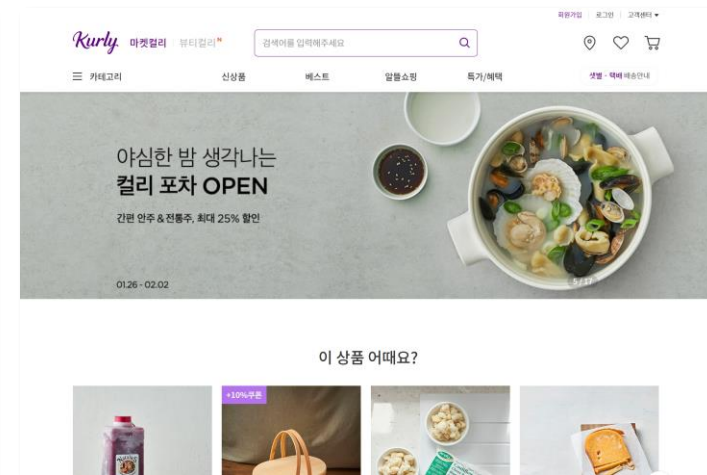 회원가입 로그인 고객센터
Kurly 마켓컬리 뷰티컬리 N
검색어를 입력해주세요
카테고리 신상품 베스트 알뜰쇼핑 특가/혜택 샛별·택배 배송안내
야심한 밤 생각나는
컬리 포차 OPEN
간편 안주 & 전통주, 최대 25% 할인
01.26 - 02.02
이 상품 어때요?
+10%쿠폰